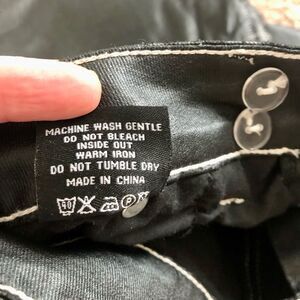 MACHINE WASH GENTLE
DO NOT BLEACH
INSIDE OUT
WARM IRON
DO NOT TUMBLE DRY
MADE IN CHINA